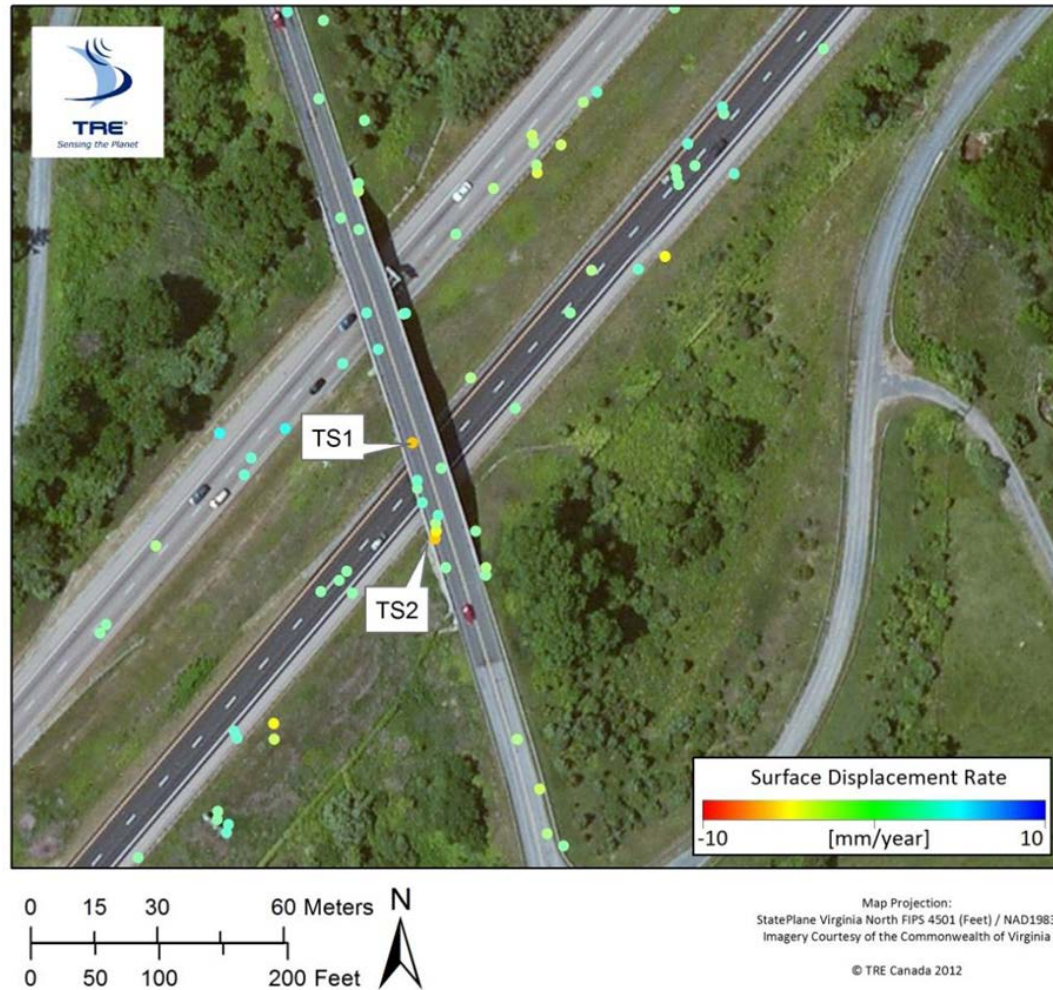 TRE
Sensing the Planet
TS1
TS2
Surface Displacement Rate
-10 [mm/year] 10
0 15 30 60 Meters
0 50 100 200 Feet
N
Map Projection:
StatePlane Virginia North FIPS 4501 (Feet) / NAD1983
Imagery Courtesy of the Commonwealth of Virginia
© TRE Canada 2012